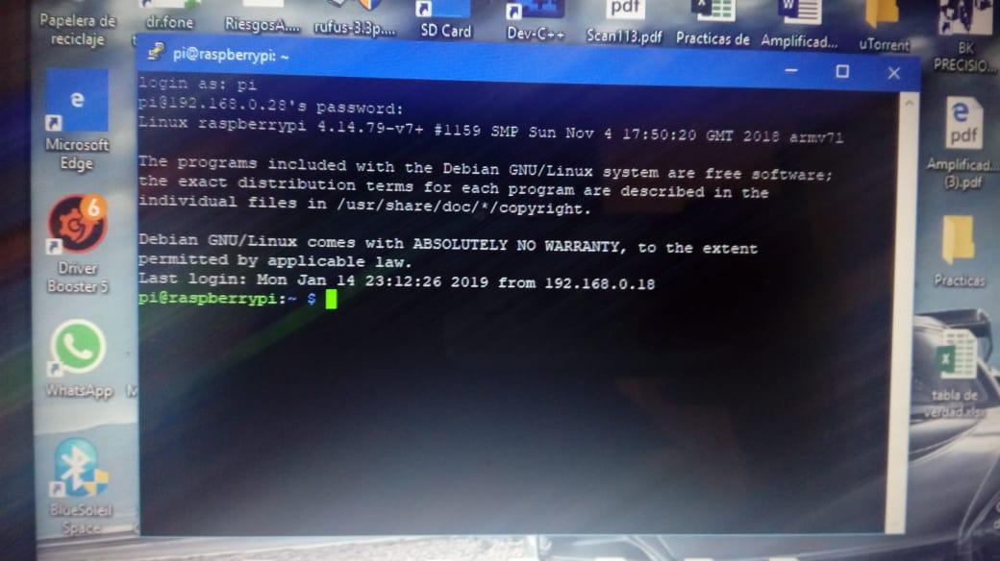 Papelera de
reciclaje
dr.fone
RiesgosA....
rufus-3.3p....
SD Card
Dev-C++
pdf
Scan113.pdf
Practicas de
Amplificad...
uTorrent
BK
PRECISIO...
pi@raspberrypi: ~
login as: pi
pi@192.168.0.28's password:
Linux raspberrypi 4.14.79-v7+ #1159 SMP Sun Nov 4 17:50:20 GMT 2018 armv7l
The programs included with the Debian GNU/Linux system are free software;
the exact distribution terms for each program are described in the
individual files in /usr/share/doc/*/copyright.
Debian GNU/Linux comes with ABSOLUTELY NO WARRANTY, to the extent
permitted by applicable law.
Last login: Mon Jan 14 23:12:26 2019 from 192.168.0.18
pi@raspberrypi:~ $
Microsoft
Edge
6
Driver
Booster 5
WhatsApp
M
BlueSoleil
Space
pdf
Amplificad...
(3).pdf
Practicas
tabla de
verdad.xlsx